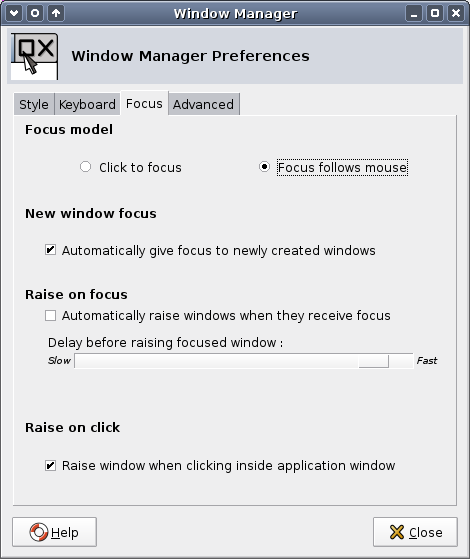 Window Manager
Window Manager Preferences
Style Keyboard Focus Advanced
Focus model
Click to focus Focus follows mouse
New window focus
Automatically give focus to newly created windows
Raise on focus
Automatically raise windows when they receive focus
Delay before raising focused window :
Slow Fast
Raise on click
Raise window when clicking inside application window
Help Close